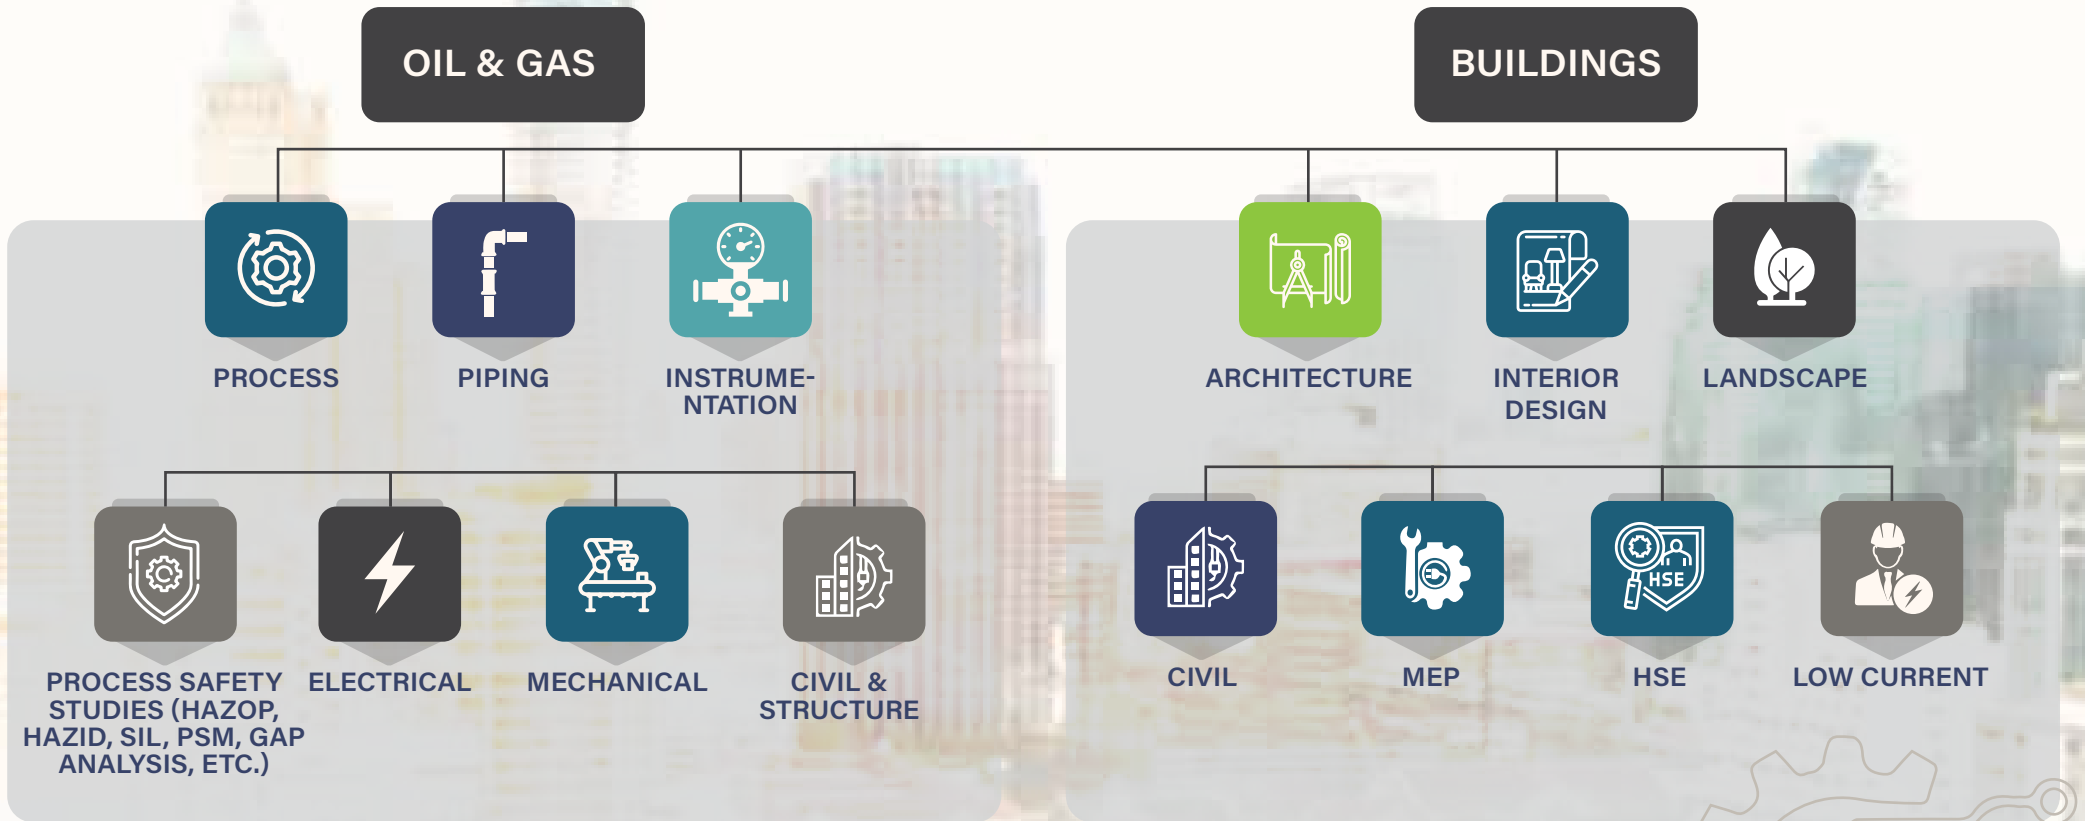 OIL & GAS
PROCESS
PIPING
INSTRUME-
NTATION
PROCESS SAFETY
STUDIES (HAZOP,
HAZID, SIL, PSM, GAP
ANALYSIS, ETC.)
ELECTRICAL
MECHANICAL
CIVIL &
STRUCTURE
BUILDINGS
ARCHITECTURE
INTERIOR
DESIGN
LANDSCAPE
CIVIL
MEP
HSE
HSE
LOW CURRENT